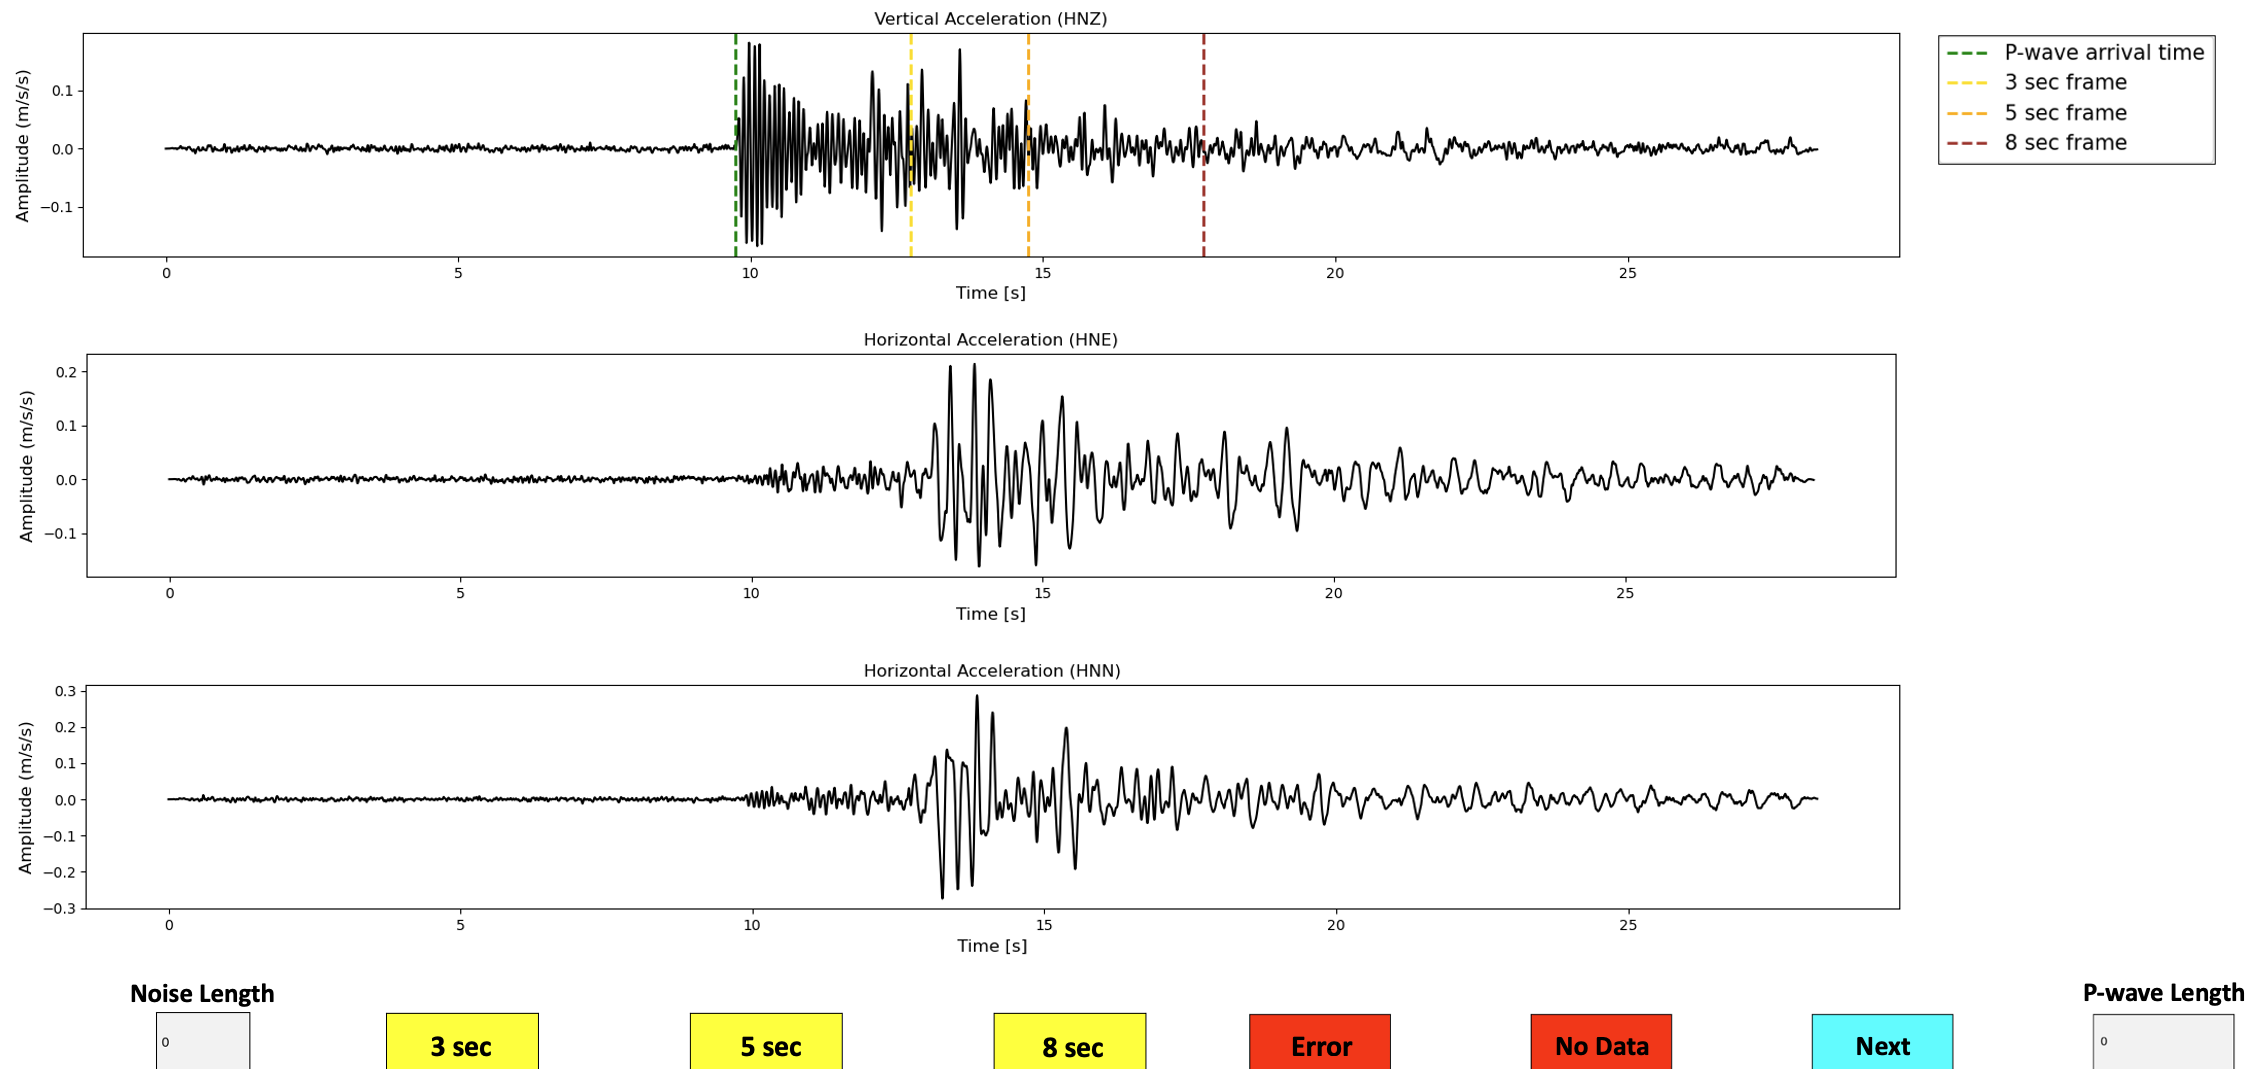 Vertical Acceleration (HNZ)
Amplitude (m/s/s)
0.1
0.0
−0.1
0 5 10 15 20 25
Time [s]
P-wave arrival time
3 sec frame
5 sec frame
8 sec frame
Horizontal Acceleration (HNE)
Amplitude (m/s/s)
0.2
0.1
0.0
−0.1
0 5 10 15 20 25
Time [s]
Horizontal Acceleration (HNN)
Amplitude (m/s/s)
0.3
0.2
0.1
0.0
−0.1
−0.2
−0.3
0 5 10 15 20 25
Time [s]
Noise Length
P-wave Length
0
3 sec
5 sec
8 sec
Error
No Data
Next
0